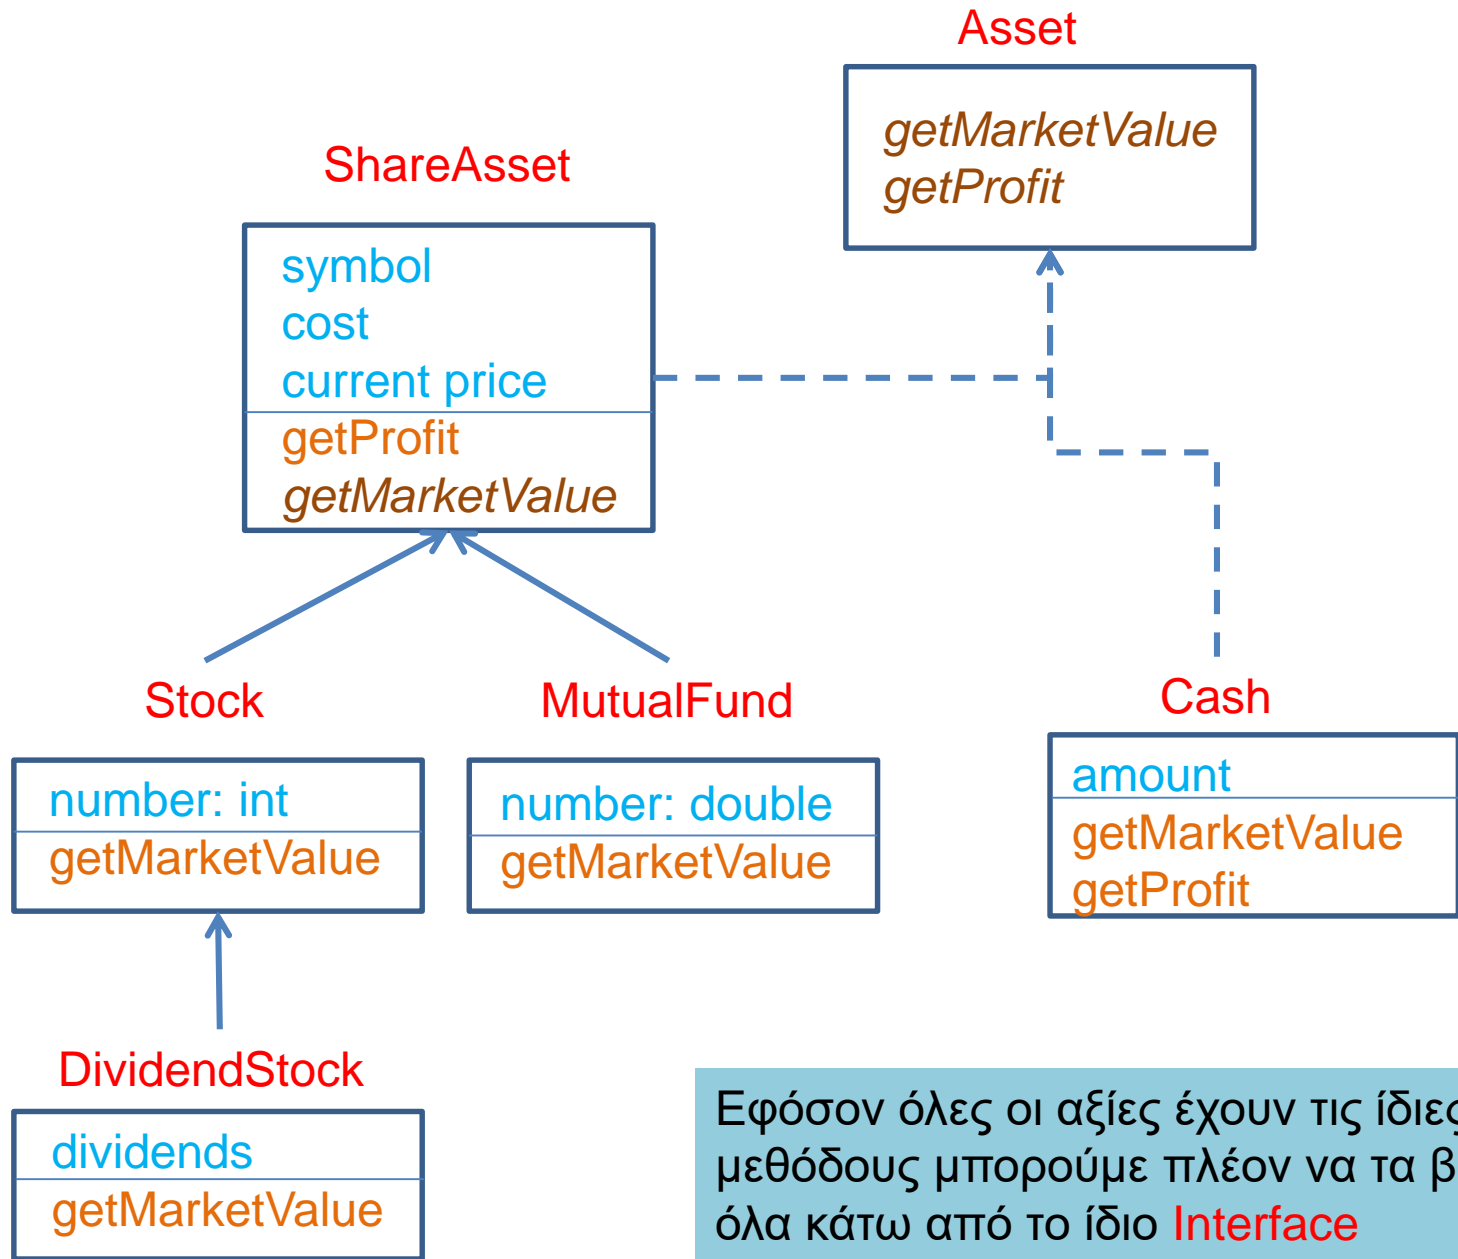 Asset
getMarketValue
getProfit
ShareAsset
symbol
cost
current price
getProfit
getMarketValue
Stock
number: int
getMarketValue
MutualFund
number: double
getMarketValue
Cash
amount
getMarketValue
getProfit
DividendStock
dividends
getMarketValue
Εφόσον όλες οι αξίες έχουν τις ίδιες
μεθόδους μπορούμε πλέον να τα
όλα κάτω από το ίδιο Interface